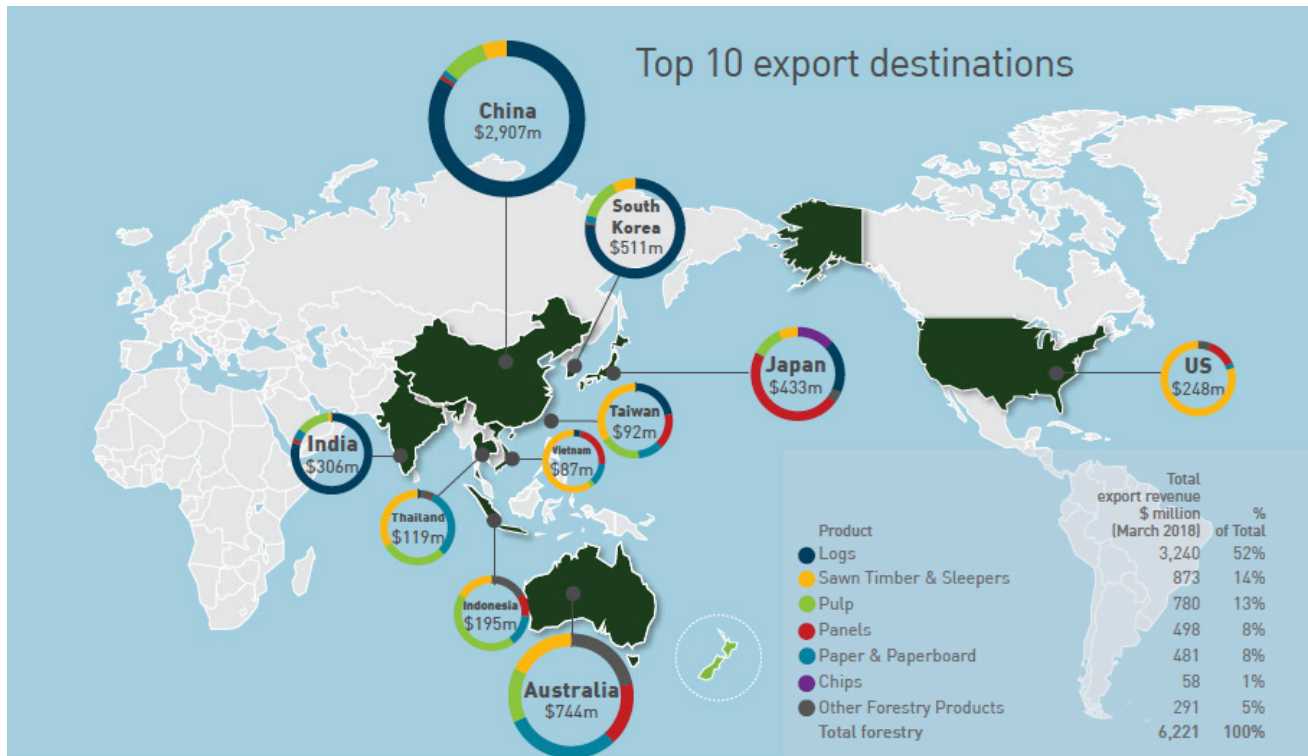 Top 10 export destinations
China
$2,907m
South
Korea
$511m
Japan
$433m
US
$248m
Taiwan
$92m
India
$306m
Vietnam
$87m
Thailand
$119m
Indonesia
$195m
Australia
$744m
Total
export revenue
$ million %
Product (March 2018) of Total
Logs 3,240 52%
Sawn Timber & Sleepers 873 14%
Pulp 780 13%
Panels 498 8%
Paper & Paperboard 481 8%
Chips 58 1%
Other Forestry Products 291 5%
Total forestry 6,221 100%